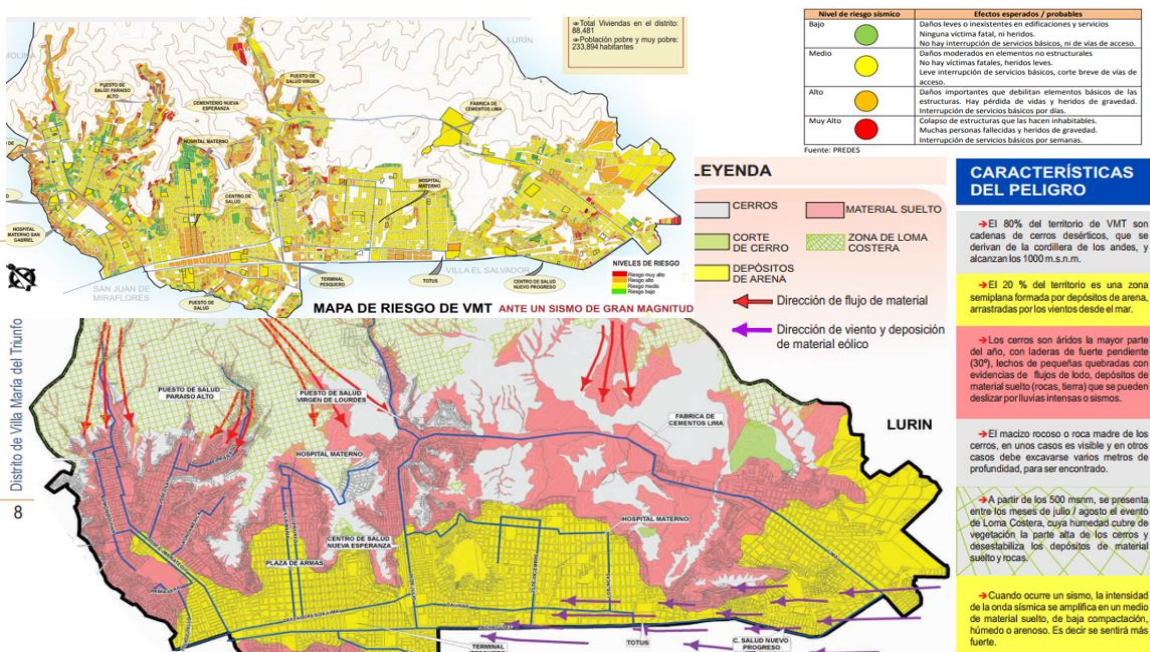 Total Viviendas en el distrito:
88,481
Población pobre y muy pobre:
233,894 habitantes
MOLINA
LURÍN
PUESTO DE
SALUD PARAISO
ALTO
PUESTO DE
SALUD VIRGEN
CEMENTERIO NUEVA
ESPERANZA
FABRICA DE
CEMENTOS LIMA
HOSPITAL MATERNO
CENTRO DE
SALUD
HOSPITAL
MATERNO
HOSPITAL
MATERNO SAN
GABRIEL
SAN JUAN DE
MIRAFLORES
VILLA EL SALVADOR
PUESTO DE
SALUD
TERMINAL
PESQUERO
TOTUS
CENTRO DE SALUD
NUEVO PROGRESO
NIVELES DE RIESGO
Riesgo muy alto
Riesgo alto
Riesgo medio
Riesgo bajo
MAPA DE RIESGO DE VMT ANTE UN SISMO DE GRAN MAGNITUD
Nivel de riesgo sísmico Efectos esperados / probables
Bajo
Daños leves o inexistentes en edificaciones y servicios
Ninguna víctima fatal, ni heridos.
No hay interrupción de servicios básicos, ni de vías de acceso.
Medio
Daños moderados en elementos no estructurales
No hay víctimas fatales, heridos leves.
Leve interrupción de servicios básicos, corte breve de vías de
acceso.
Alto
Daños importantes que debilitan elementos básicos de las
estructuras. Hay pérdida de vidas y heridos de gravedad.
Interrupción de servicios básicos por días.
Muy Alto
Colapso de estructuras que las hacen inhabitables.
Muchas personas fallecidas y heridos de gravedad.
Interrupción de servicios básicos por semanas.
Fuente: PREDES
LEYENDA
CERROS
MATERIAL SUELTO
CORTE
DE CERRO
ZONA DE LOMA
COSTERA
DEPÓSITOS
DE ARENA
Dirección de flujo de material
Dirección de viento y deposición
de material eólico
CARACTERÍSTICAS
DEL PELIGRO
El 80% del territorio de VMT son
cadenas de cerros desérticos, que se
derivan de la cordillera de los andes, y
alcanzan los 1000 m.s.n.m.
El 20 % del territorio es una zona
semiplana formada por depósitos de arena,
arrastradas por los vientos desde el mar.
Los cerros son áridos la mayor parte
del año, con laderas de fuerte pendiente
(30º), lechos de pequeñas quebradas con
evidencias de flujos de lodo, depósitos de
material suelto (rocas, tierra) que se pueden
deslizar por lluvias intensas o sismos.
El macizo rocoso o roca madre de los
cerros, en unos casos es visible y en otros
casos debe excavarse varios metros de
profundidad, para ser encontrado.
A partir de los 500 msnm, se presenta
entre los meses de julio / agosto el evento
de Loma Costera, cuya humedad cubre de
vegetación la parte alta de los cerros y
desestabiliza los depósitos de material
suelto y rocas.
Cuando ocurre un sismo, la intensidad
de la onda sísmica se amplifica en un medio
de material suelto, de baja compactación,
húmedo o arenoso. Es decir se sentirá más
fuerte.
Distrito de Villa María del Triunfo
8
PUESTO DE SALUD
PARAISO ALTO
PUESTO DE SALUD
VIRGEN DE LOURDES
FABRICA DE
CEMENTOS LIMA
LURIN
HOSPITAL MATERNO
HOSPITAL MATERNO
CENTRO DE SALUD
NUEVA ESPERANZA
PLAZA DE ARMAS
TOTUS
C. SALUD NUEVO
PROGRESO
TERMINAL